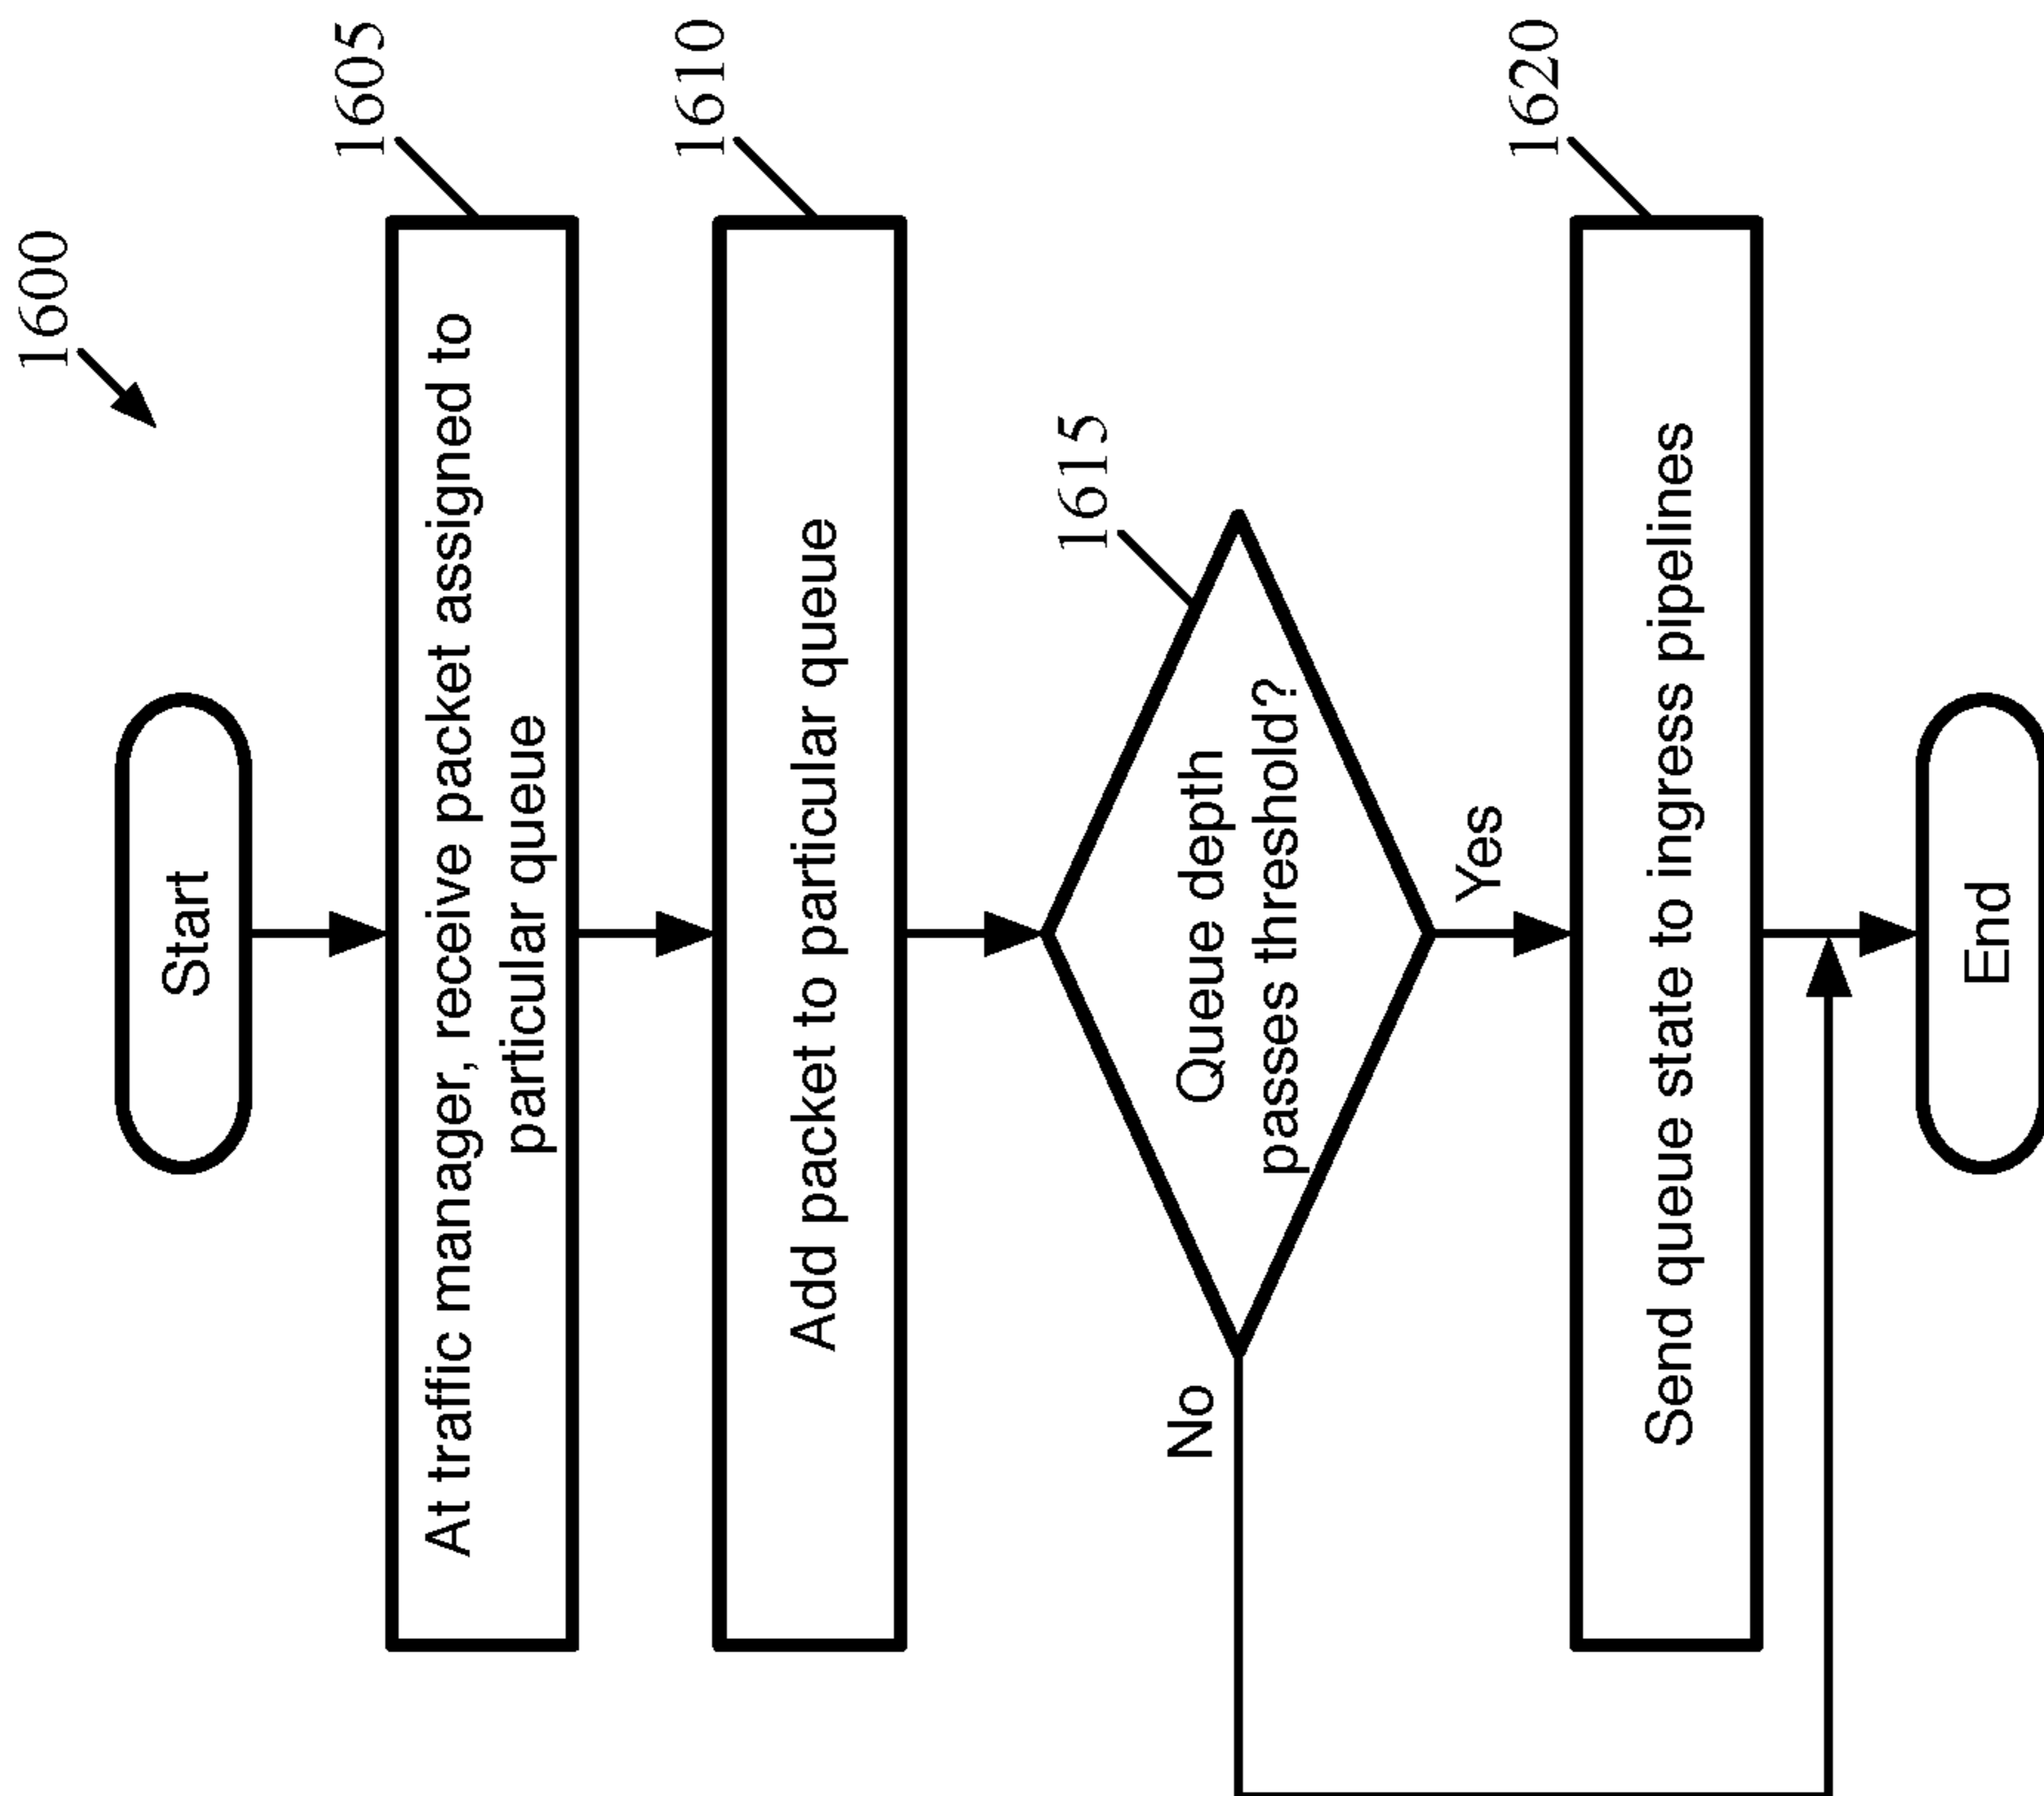 1600
Start
1605
At traffic manager, receive packet assigned to
particular queue
1610
Add packet to particular queue
1615
Queue depth
passes threshold?
No
Yes
1620
Send queue state to ingress pipelines
End